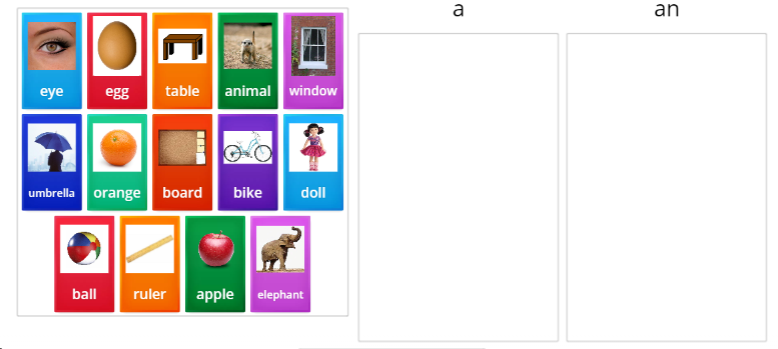 a an
eye egg table animal window
umbrella orange board bike doll
ball ruler apple elephant